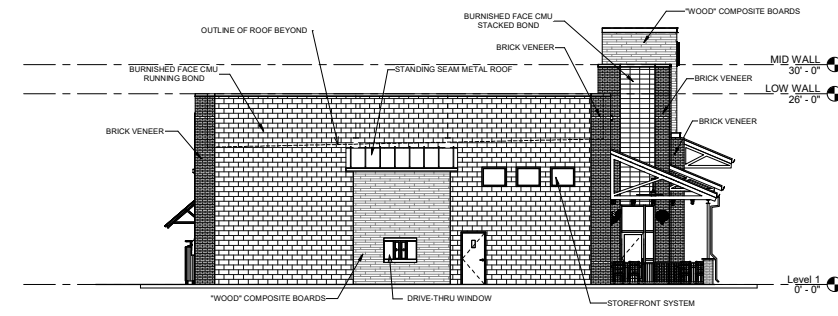 BURNISHED FACE CMU
STACKED BOND
"WOOD" COMPOSITE BOARDS
OUTLINE OF ROOF BEYOND
BRICK VENEER
MID WALL
30' - 0"
BURNISHED FACE CMU
RUNNING BOND
STANDING SEAM METAL ROOF
BRICK VENEER
LOW WALL
26' - 0"
BRICK VENEER
BRICK VENEER
Level 1
0' - 0"
"WOOD" COMPOSITE BOARDS
DRIVE-THRU WINDOW
STOREFRONT SYSTEM